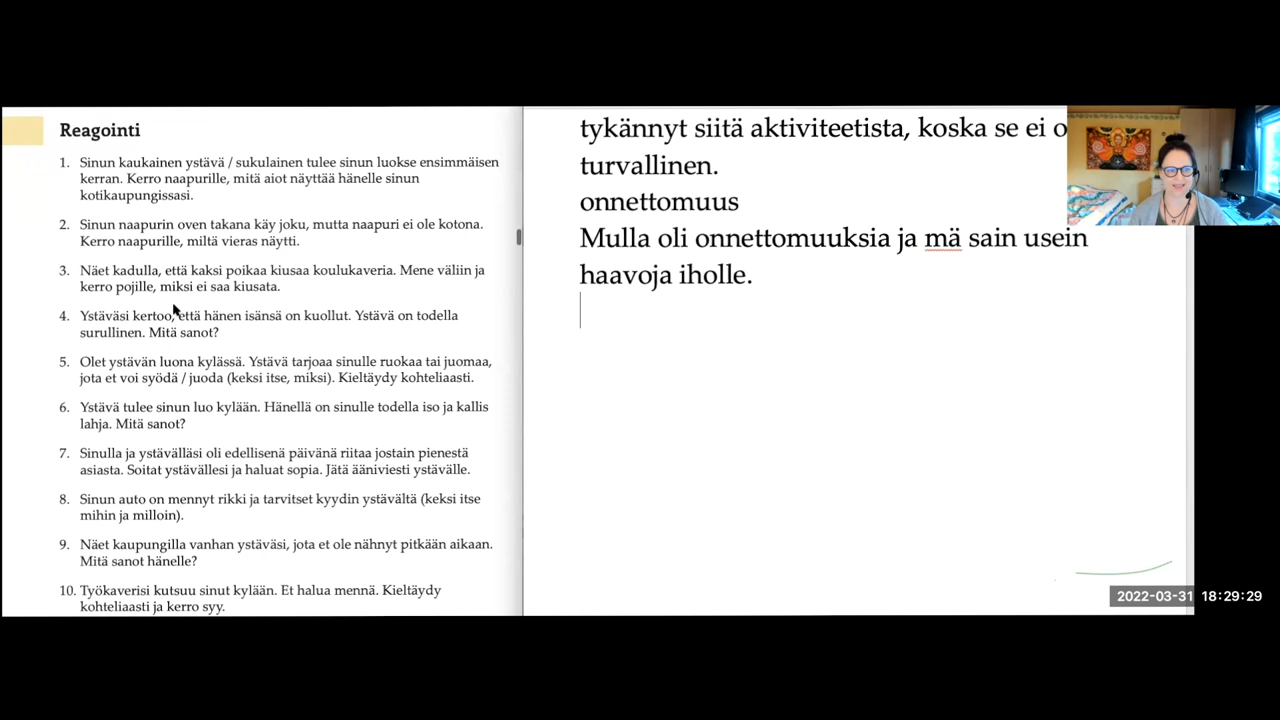 Reagointi
1. Sinun kaukainen ystävä / sukulainen tulee sinun luokse ensimmäisen
kerran. Kerro naapurille, mitä aiot näyttää hänelle sinun
kotikaupungissasi.
2. Sinun naapurin oven takana käy joku, mutta naapuri ei ole kotona.
Kerro naapurille, miltä vieras näytti.
3. Näet kadulla, että kaksi poikaa kiusaa koulukaveria. Mene väliin ja
kerro pojille, miksi ei saa kiusata.
4. Ystäväsi kertoo, että hänen isänsä on kuollut. Ystävä on todella
surullinen. Mitä sanot?
5. Olet ystävän luona kylässä. Ystävä tarjoaa sinulle ruokaa tai juomaa,
jota et voi syödä / juoda (keksi itse, miksi). Kieltäydy kohteliaasti.
6. Ystävä tulee sinun luo kylään. Hänellä on sinulle todella iso ja kallis
lahja. Mitä sanot?
7. Sinulla ja ystävälläsi oli edellisenä päivänä riitaa jostain pienestä
asiasta. Soitat ystävällesi ja haluat sopia. Jätä ääniviesti ystävälle.
8. Sinun auto on mennyt rikki ja tarvitset kyydin ystävältä (keksi itse
mihin ja milloin).
9. Näet kaupungilla vanhan ystäväsi, jota et ole nähnyt pitkään aikaan.
Mitä sanot hänelle?
10. Työkaverisi kutsuu sinut kylään. Et halua mennä. Kieltäydy
kohteliaasti ja kerro syy.
tykännyt siitä aktiviteetista, koska se ei o
turvallinen.
onnettomuus
Mulla oli onnettomuuksia ja mä sain usein
haavoja iholle.
2022-03-31 18:29:29